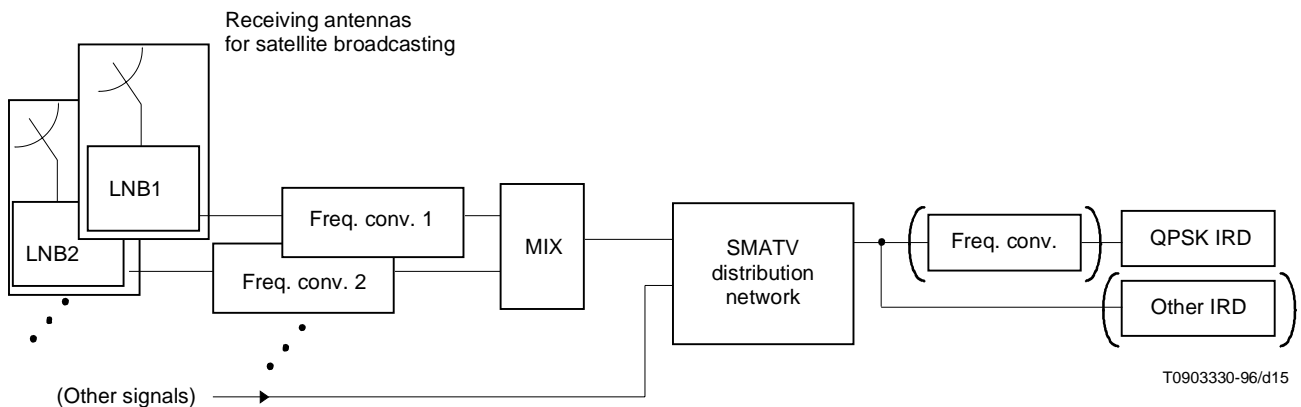 Receiving antennas
for satellite broadcasting
LNB1
LNB2
Freq. conv. 1
Freq. conv. 2
MIX
SMATV
distribution
network
Freq. conv.
QPSK IRD
Other IRD
(Other signals)
T0903330-96/d15